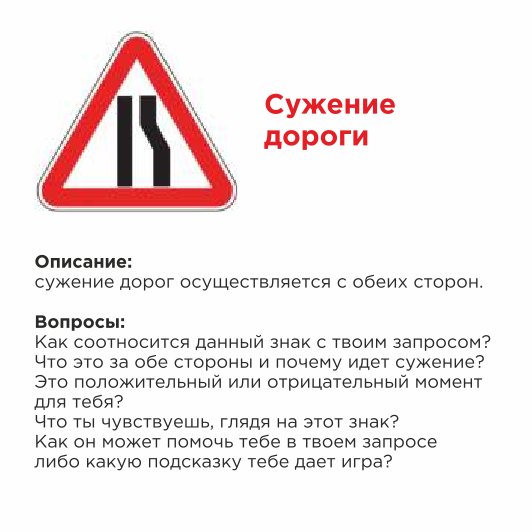 Сужение
дороги
Описание:
сужение дорог осуществляется с обеих сторон.
Вопросы:
Как соотносится данный знак с твоим запросом?
Что это за обе стороны и почему идет сужение?
Это положительный или отрицательный момент
для тебя?
Что ты чувствуешь, глядя на этот знак?
Как он может помочь тебе в твоем запросе
либо какую подсказку тебе дает игра?